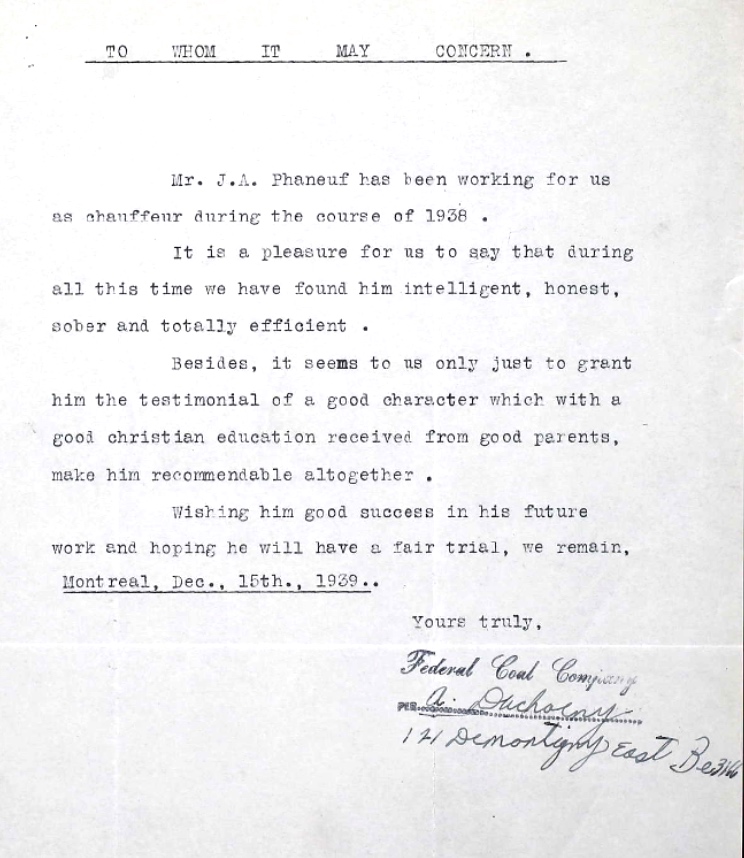 TO WHOM IT MAY CONCERN .
Mr. J.A. Phaneuf has been working for us
as chauffeur during the course of 1938 .
It is a pleasure for us to say that during
all this time we have found him intelligent, honest,
sober and totally efficient .
Besides, it seems to us only just to grant
him the testimonial of a good character which with a
good christian education received from good parents,
make him recommendable altogether .
Wishing him good success in his future
work and hoping he will have a fair trial, we remain,
Montreal, Dec., 15th., 1939..
Yours truly,
Federal Coal Company
PER. A.
121 Demontigny East Be3166